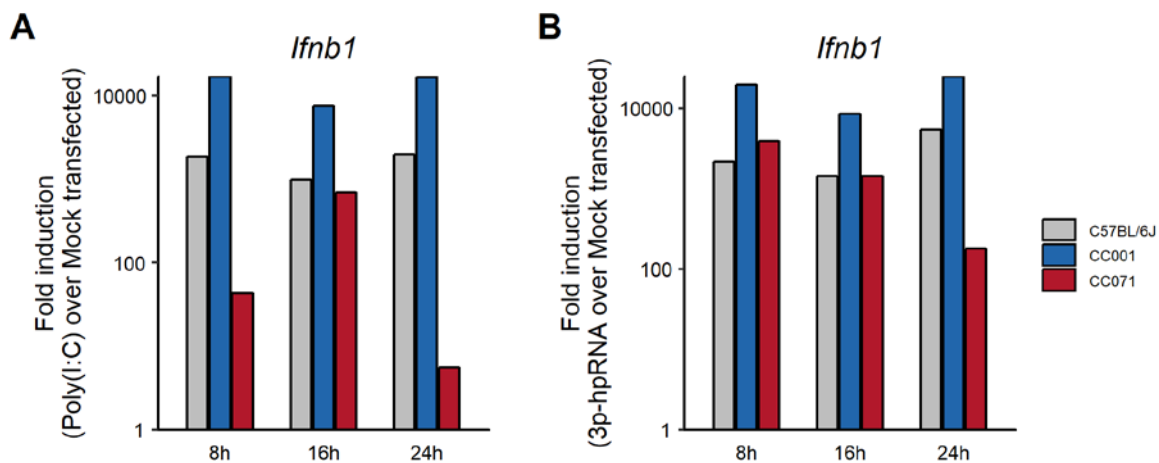 A
Ifnb1
Fold induction
(Poly(I:C) over Mock transfected)
10000
100
1
8h
16h
24h
B
Ifnb1
Fold induction
(3p-hpRNA over Mock transfected)
10000
100
1
8h
16h
24h
C57BL/6J
CC001
CC071